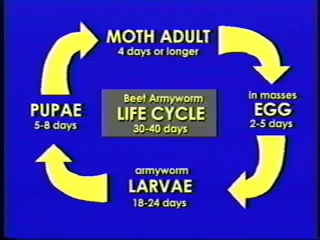 MOTH ADULT
4 days or longer
in masses
EGG
2-5 days
armyworm
LARVAE
18-24 days
PUPAE
5-8 days
Beet Armyworm
LIFE CYCLE
30-40 days